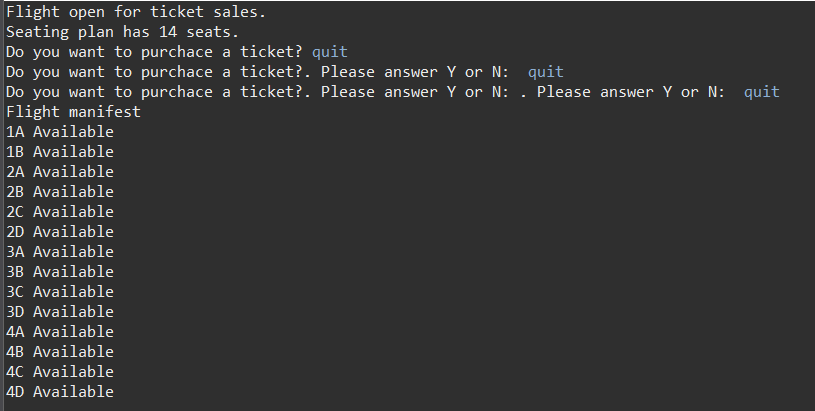 Flight open for ticket sales.
Seating plan has 14 seats.
Do you want to purchace a ticket? quit
Do you want to purchace a ticket?. Please answer Y or N:  quit
Do you want to purchace a ticket?. Please answer Y or N: . Please answer Y or N:  quit
Flight manifest
1A Available
1B Available
2A Available
2B Available
2C Available
2D Available
3A Available
3B Available
3C Available
3D Available
4A Available
4B Available
4C Available
4D Available